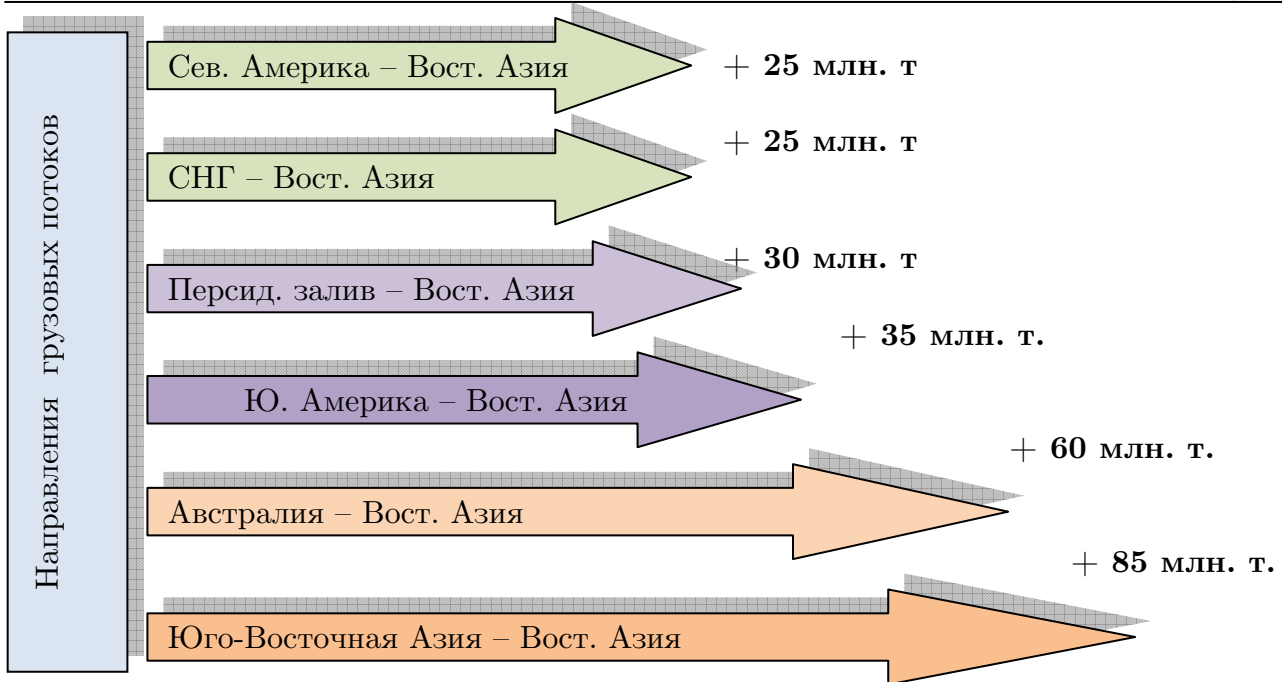 Направления грузовых потоков
Сев. Америка – Вост. Азия
+ 25 млн. т
СНГ – Вост. Азия
+ 25 млн. т
Персид. залив – Вост. Азия
+ 30 млн. т
Ю. Америка – Вост. Азия
+ 35 млн. т.
Австралия – Вост. Азия
+ 60 млн. т.
Юго-Восточная Азия – Вост. Азия
+ 85 млн. т.